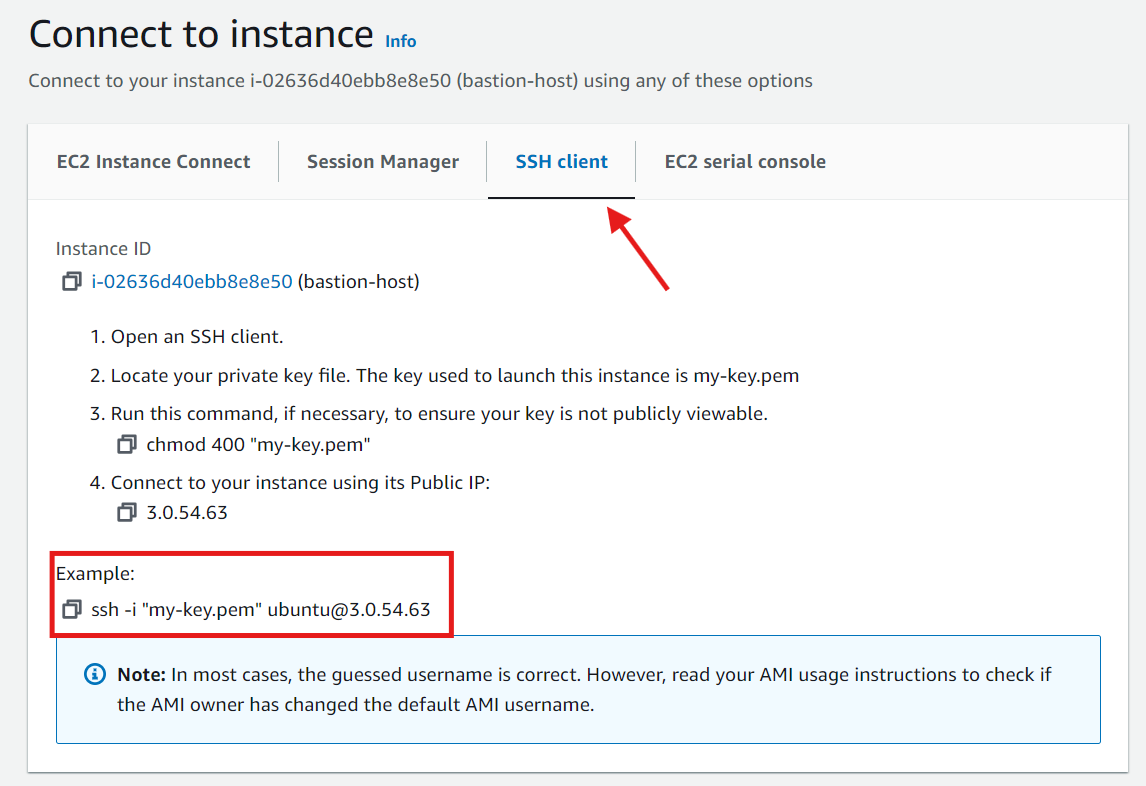 Connect to instance Info
Connect to your instance i-02636d40ebb8e8e50 (bastion-host) using any of these options
EC2 Instance Connect Session Manager SSH client EC2 serial console
Instance ID
i-02636d40ebb8e8e50 (bastion-host)
1. Open an SSH client.
2. Locate your private key file. The key used to launch this instance is my-key.pem
3. Run this command, if necessary, to ensure your key is not publicly viewable.
chmod 400 "my-key.pem"
4. Connect to your instance using its Public IP:
3.0.54.63
Example:
ssh -i "my-key.pem" ubuntu@3.0.54.63
Note: In most cases, the guessed username is correct. However, read your AMI usage instructions to check if
the AMI owner has changed the default AMI username.